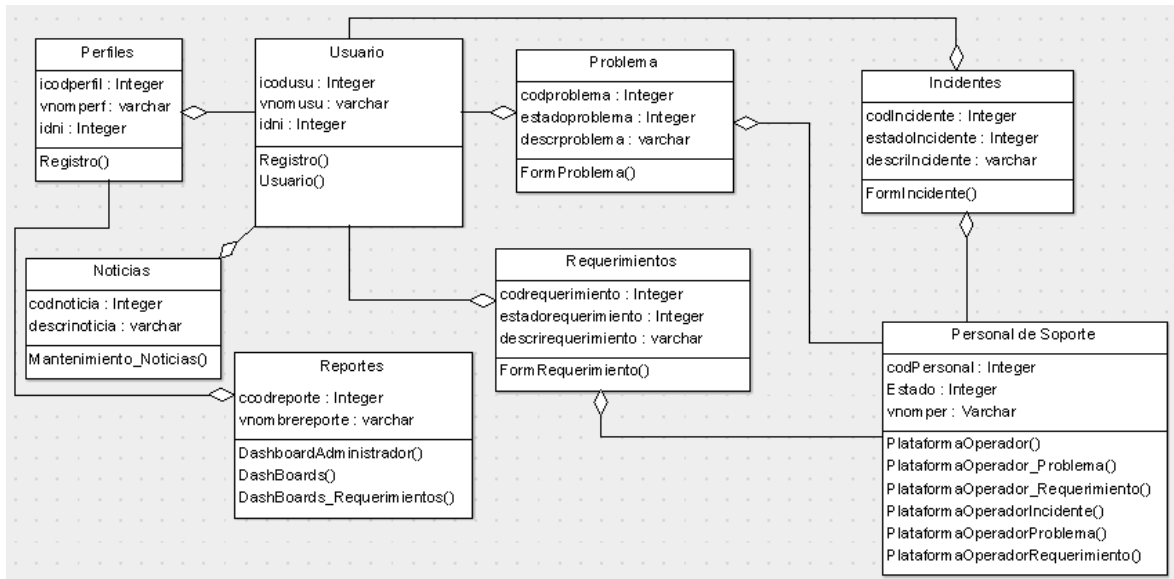 Perfiles
icodperfil : Integer
vnomperf : varchar
idni : Integer
Registro()
Usuario
icodusu : Integer
vnomusu : varchar
idni : Integer
Registro()
Usuario()
Problema
codproblema : Integer
estadoproblema : Integer
descrproblema : varchar
FormProblema()
Incidentes
codIncidente : Integer
estadoIncidente : Integer
descriIncidente : varchar
FormIncidente()
Noticias
codnoticia : Integer
descrinoticia : varchar
Mantenimiento_Noticias()
Requerimientos
codrequerimiento : Integer
estadorequerimiento : Integer
descrirequerimiento : varchar
FormRequerimiento()
Reportes
ccodreporte : Integer
vnombrereporte : varchar
DashboardAdministrador()
DashBoards()
DashBoards_Requerimientos()
Personal de Soporte
codPersonal : Integer
Estado : Integer
vnomper : Varchar
PlataformaOperador()
PlataformaOperador_Problema()
PlataformaOperador_Requerimiento()
PlataformaOperadorIncidente()
PlataformaOperadorProblema()
PlataformaOperadorRequerimiento()